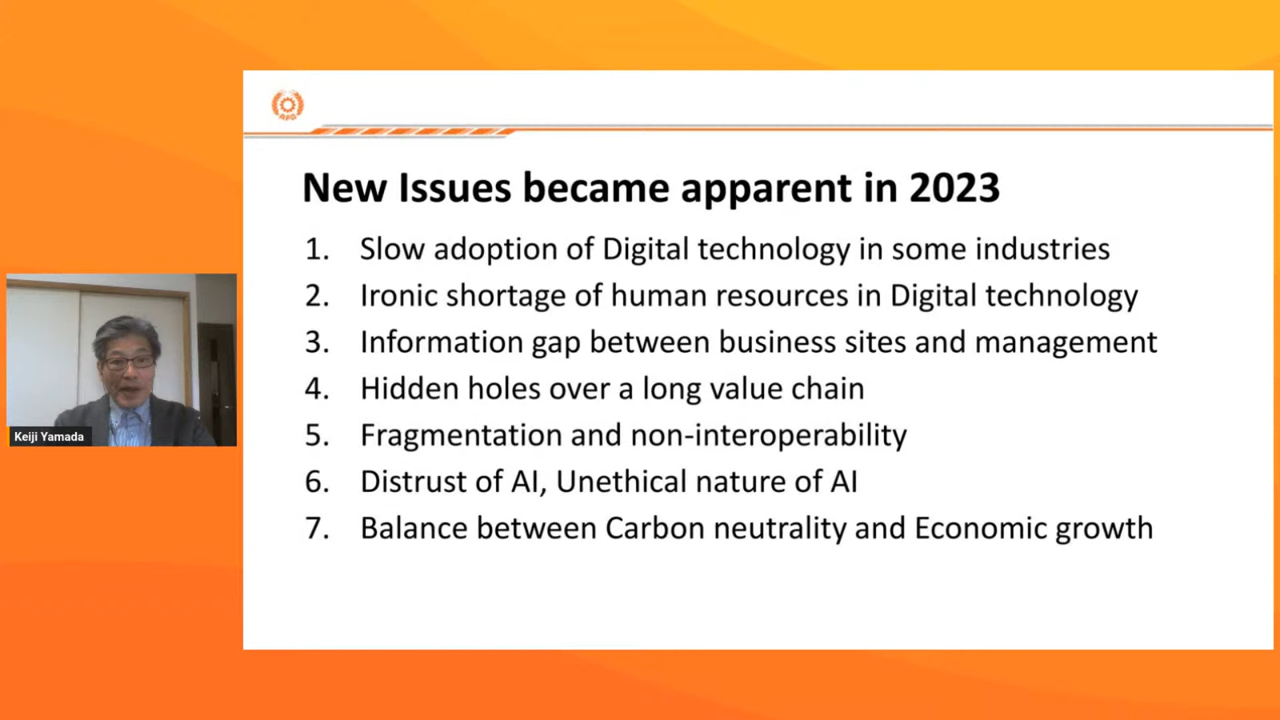 New Issues became apparent in 2023
1. Slow adoption of Digital technology in some industries
2. Ironic shortage of human resources in Digital technology
3. Information gap between business sites and management
4. Hidden holes over a long value chain
5. Fragmentation and non-interoperability
6. Distrust of AI, Unethical nature of AI
7. Balance between Carbon neutrality and Economic growth
Keiji Yamada